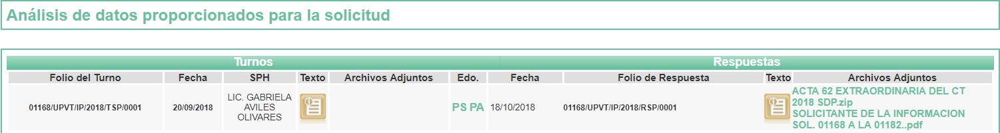 Análisis de datos proporcionados para la solicitud
Turnos Respuestas
Folio del Turno Fecha SPH Texto Archivos Adjuntos Edo. Fecha Folio de Respuesta Texto Archivos Adjuntos
01168/UPVT/IP/2018/TSP/0001 20/09/2018 LIC. GABRIELA
AVILES
OLIVARES
PS PA 18/10/2018 01168/UPVT/IP/2018/RSP/0001
ACTA 62 EXTRAORDINARIA DEL CT
2018 SDP.zip
SOLICITANTE DE LA INFORMACION
SOL. 01168 A LA 01182..pdf